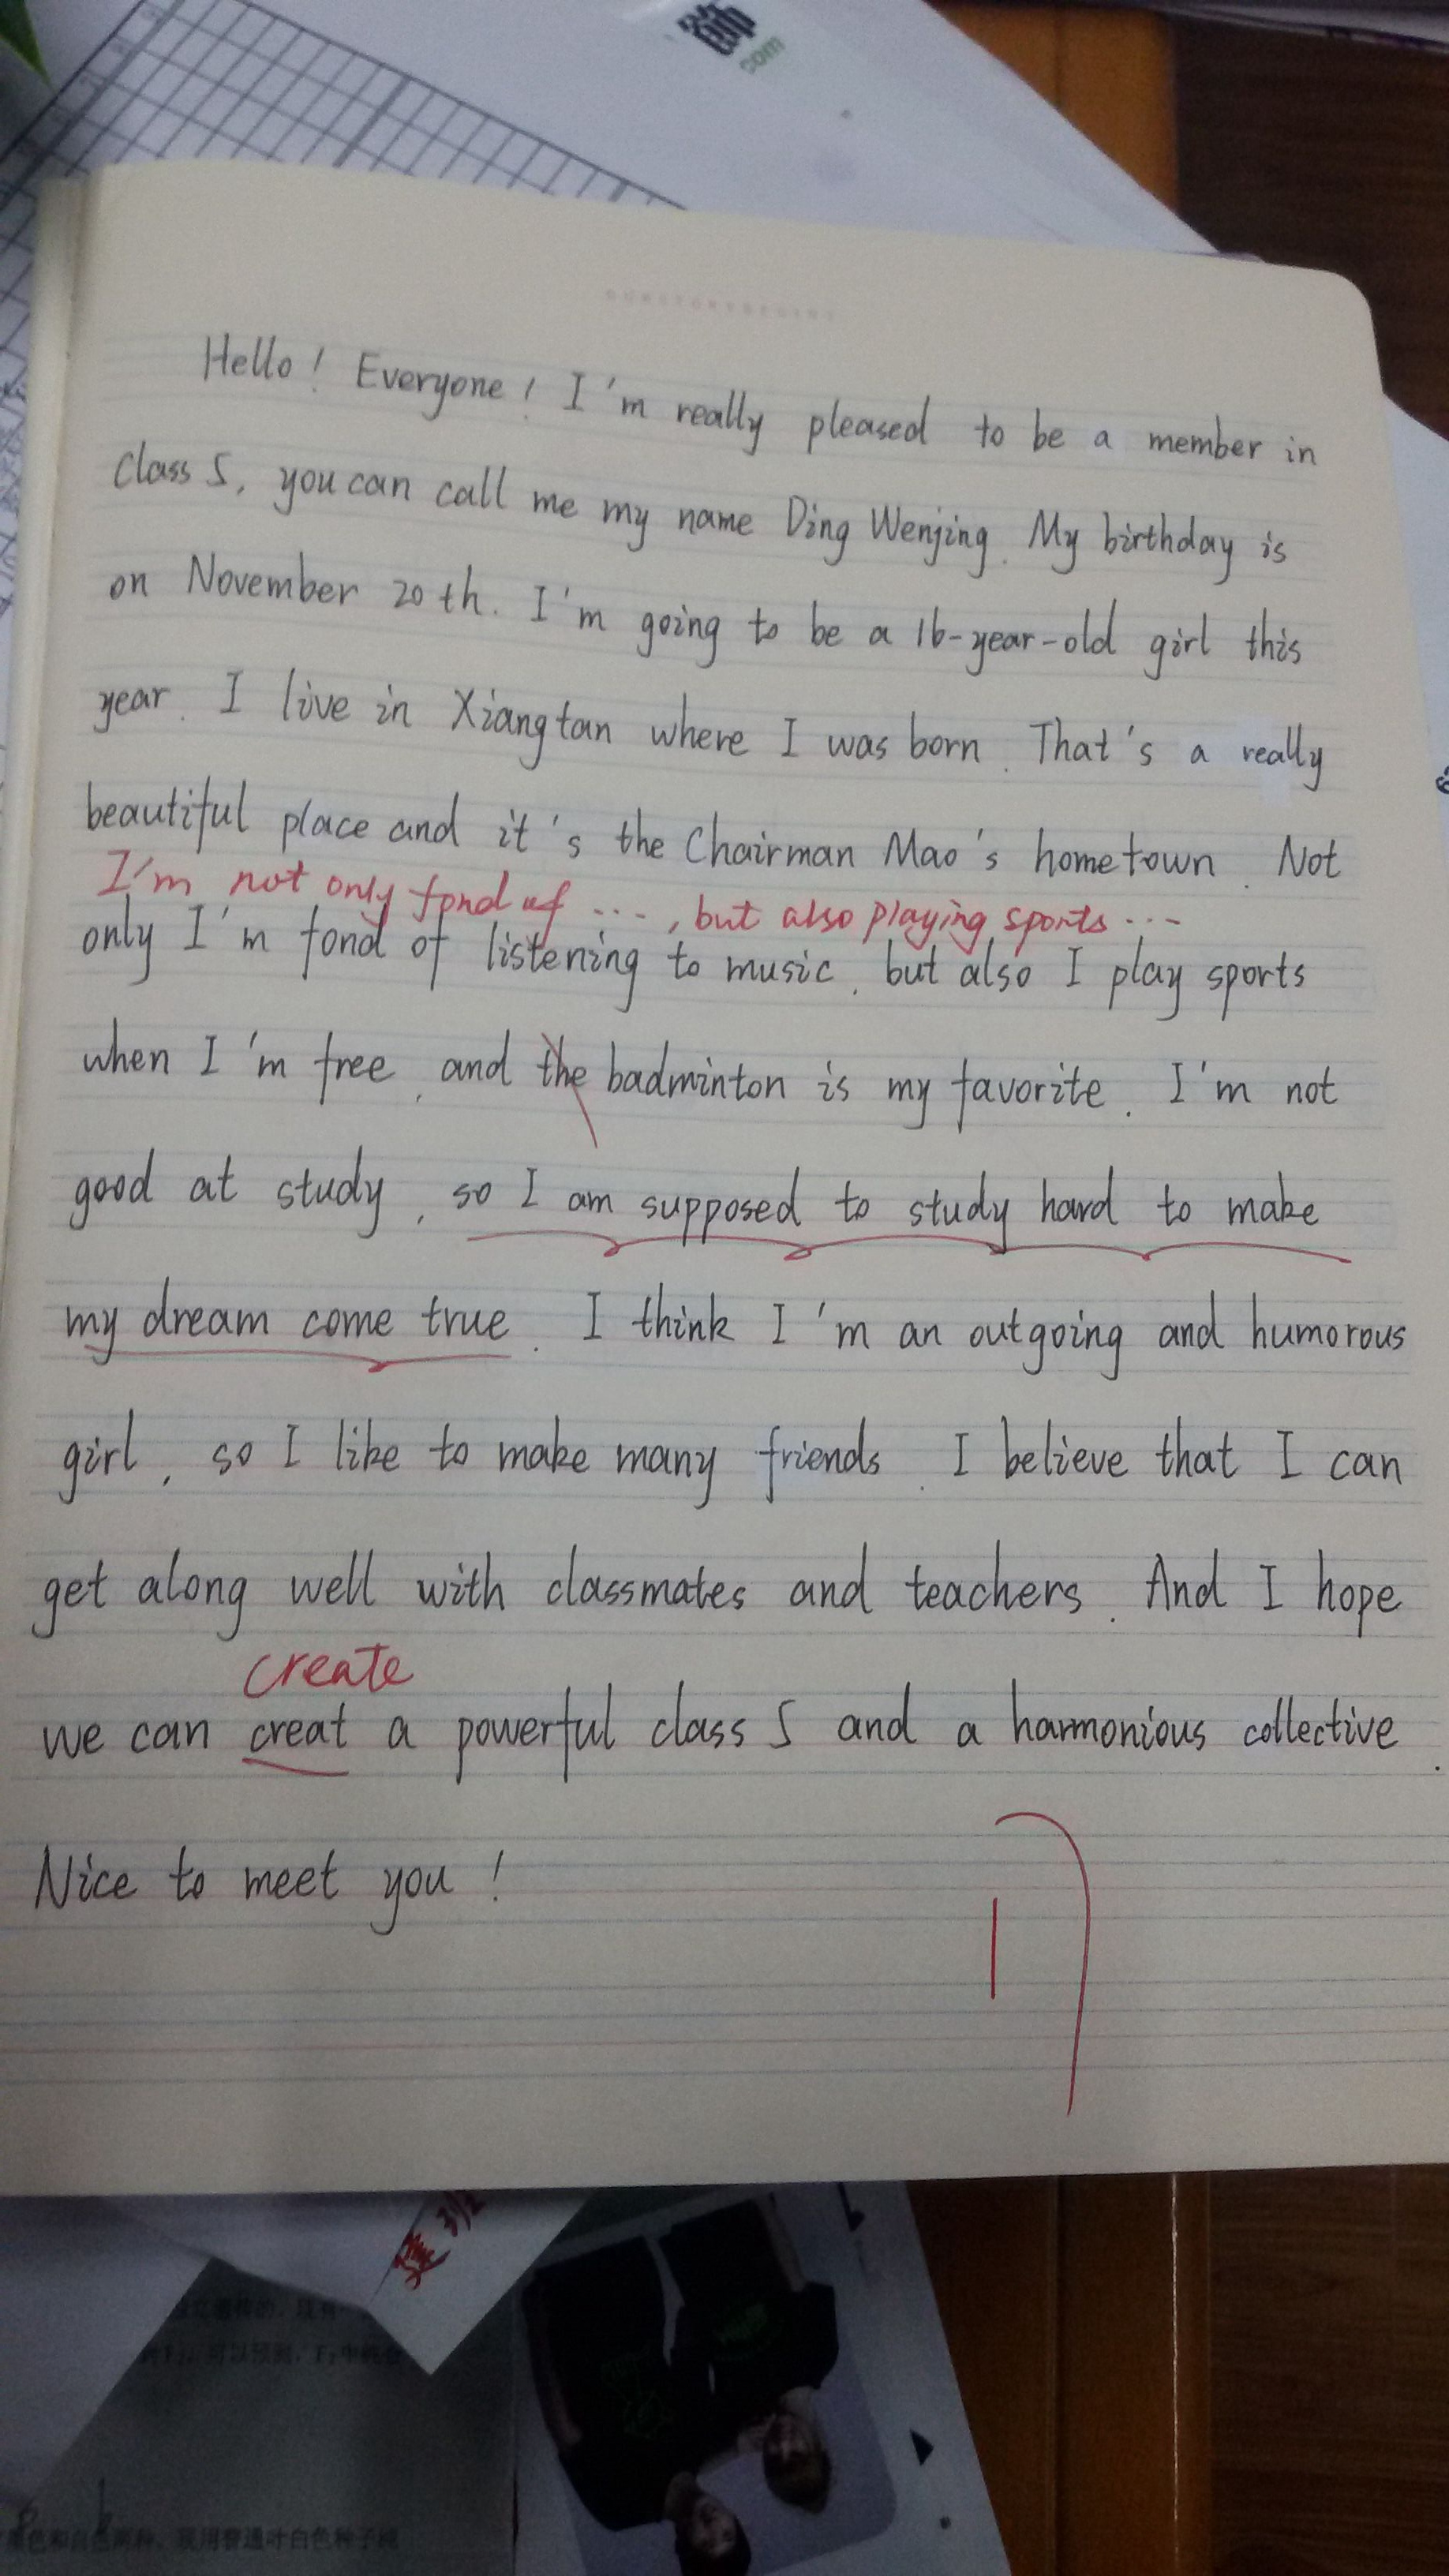 com
Hello! Everyone! I'm really pleased to be a member in
Class 5, you can call me my name Ding Wenjing. My birthday is
on November 20th. I'm going to be a 16-year-old girl this
year. I live in Xiangtan where I was born. That's a really
beautiful place and it's the Chairman Mao's hometown. Not
I'm not only fond of ..., but also playing sports ...
only I'm fond of listening to music, but also I play sports
when I'm free, and the badminton is my favorite. I'm not
good at study, so I am supposed to study hard to make
my dream come true. I think I'm an outgoing and humorous
girl, so I like to make many friends. I believe that I can
get along well with classmates and teachers. And I hope
create
we can creat a powerful class 5 and a harmonious collective.
Nice to meet you!
17